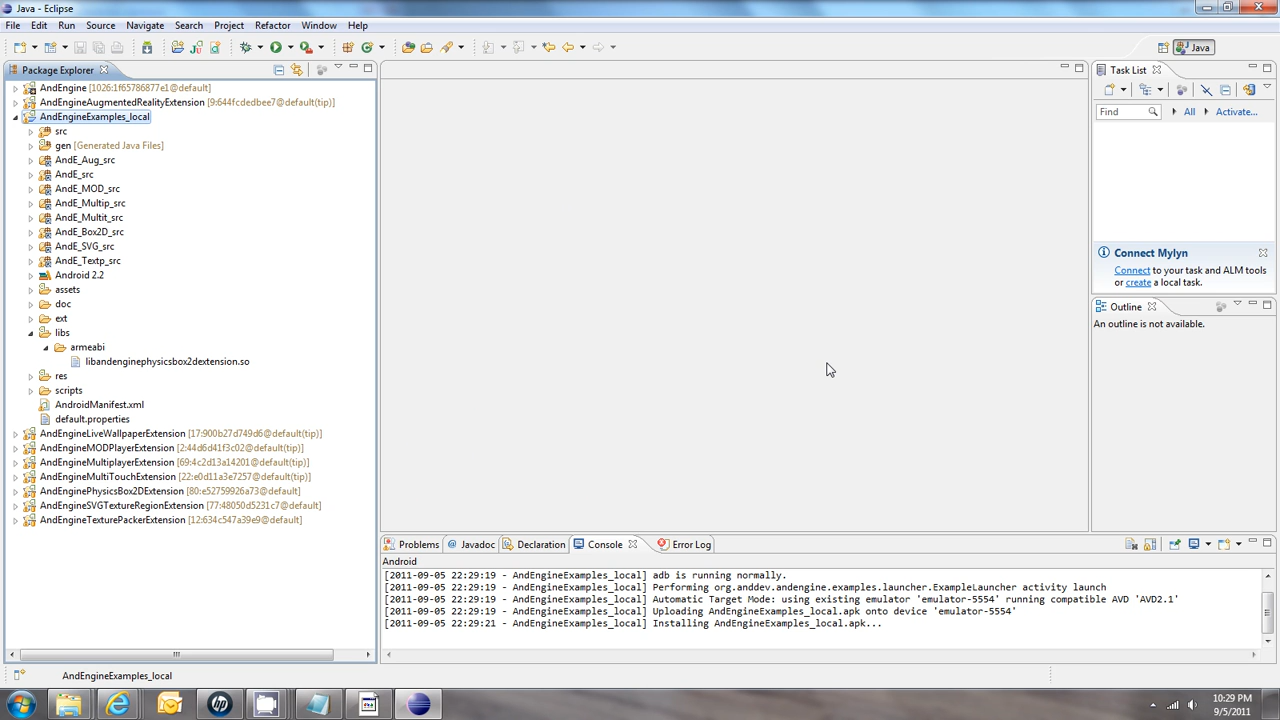 Java - Eclipse
File Edit Run Source Navigate Search Project Refactor Window Help
Java
Package Explorer
AndEngine [1026:1f65786877e1@default]
AndEngineAugmentedRealityExtension [9:644fcdedbee7@default(tip)]
AndEngineExamples_local
src
gen [Generated Java Files]
AndE_Aug_src
AndE_src
AndE_MOD_src
AndE_Multip_src
AndE_Multit_src
AndE_Box2D_src
AndE_SVG_src
AndE_Textp_src
Android 2.2
assets
doc
ext
libs
armeabi
libandenginephysicsbox2dextension.so
res
scripts
AndroidManifest.xml
default.properties
AndEngineLiveWallpaperExtension [17:900b27d749d6@default(tip)]
AndEngineMODPlayerExtension [2:44d6d41f3c02@default(tip)]
AndEngineMultiplayerExtension [69:4c2d13a14201@default(tip)]
AndEngineMultiTouchExtension [22:e0d11a3e7257@default(tip)]
AndEnginePhysicsBox2DExtension [80:e52759926a73@default]
AndEngineSVGTextureRegionExtension [77:48050d5231c7@default]
AndEngineTexturePackerExtension [12:634c547a39e9@default]
Task List
Find All Activate...
Connect Mylyn
Connect to your task and ALM tools
or create a local task.
Outline
An outline is not available.
Problems Javadoc Declaration Console Error Log
Android
[2011-09-05 22:29:19 - AndEngineExamples_local] adb is running normally.
[2011-09-05 22:29:19 - AndEngineExamples_local] Performing org.anddev.andengine.examples.launcher.ExampleLauncher activity launch
[2011-09-05 22:29:19 - AndEngineExamples_local] Automatic Target Mode: using existing emulator 'emulator-5554' running compatible AVD 'AVD2.1'
[2011-09-05 22:29:19 - AndEngineExamples_local] Uploading AndEngineExamples_local.apk onto device 'emulator-5554'
[2011-09-05 22:29:21 - AndEngineExamples_local] Installing AndEngineExamples_local.apk...
AndEngineExamples_local
hp
10:29 PM
9/5/2011